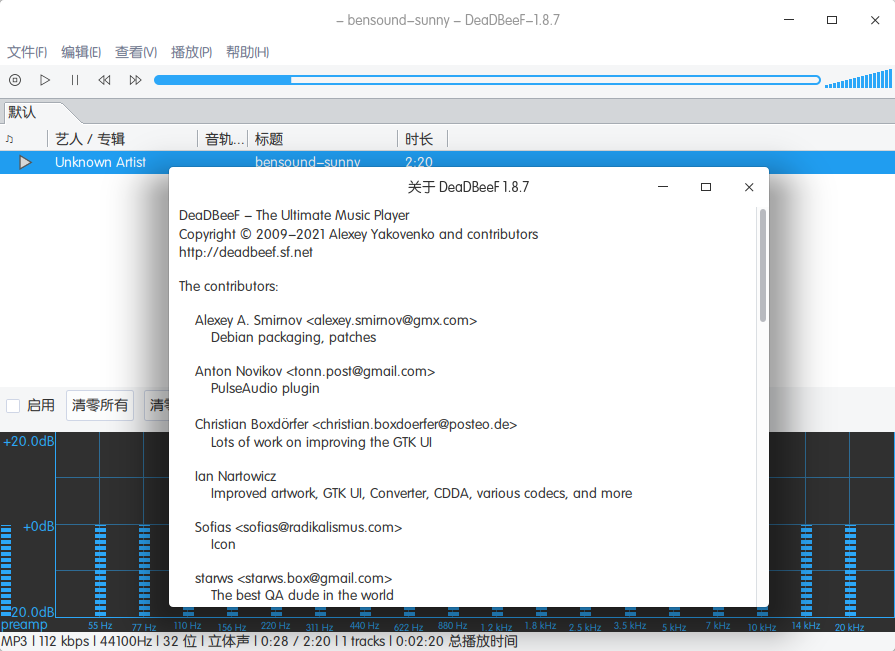 – bensound-sunny – DeaDBeeF-1.8.7
文件(F) 编辑(E) 查看(V) 播放(P) 帮助(H)
默认
♫ 艺人 / 专辑 音轨... 标题 时长
Unknown Artist bensound-sunny 2:20
关于 DeaDBeeF 1.8.7
DeaDBeeF – The Ultimate Music Player
Copyright © 2009–2021 Alexey Yakovenko and contributors
http://deadbeef.sf.net
The contributors:
Alexey A. Smirnov <alexey.smirnov@gmx.com>
Debian packaging, patches
Anton Novikov <tonn.post@gmail.com>
PulseAudio plugin
Christian Boxdörfer <christian.boxdoerfer@posteo.de>
Lots of work on improving the GTK UI
Ian Nartowicz
Improved artwork, GTK UI, Converter, CDDA, various codecs, and more
Sofias <sofias@radikalismus.com>
Icon
starws <starws.box@gmail.com>
The best QA dude in the world
启用 清零所有 清零
+20.0dB
+0dB
20.0dB
preamp 55 Hz 77 Hz 110 Hz 156 Hz 220 Hz 311 Hz 440 Hz 622 Hz 880 Hz 1.2 kHz 1.8 kHz 2.5 kHz 3.5 kHz 5 kHz 7 kHz 10 kHz 14 kHz 20 kHz
MP3 | 112 kbps | 44100Hz | 32 位 | 立体声 | 0:28 / 2:20 | 1 tracks | 0:02:20 总播放时间